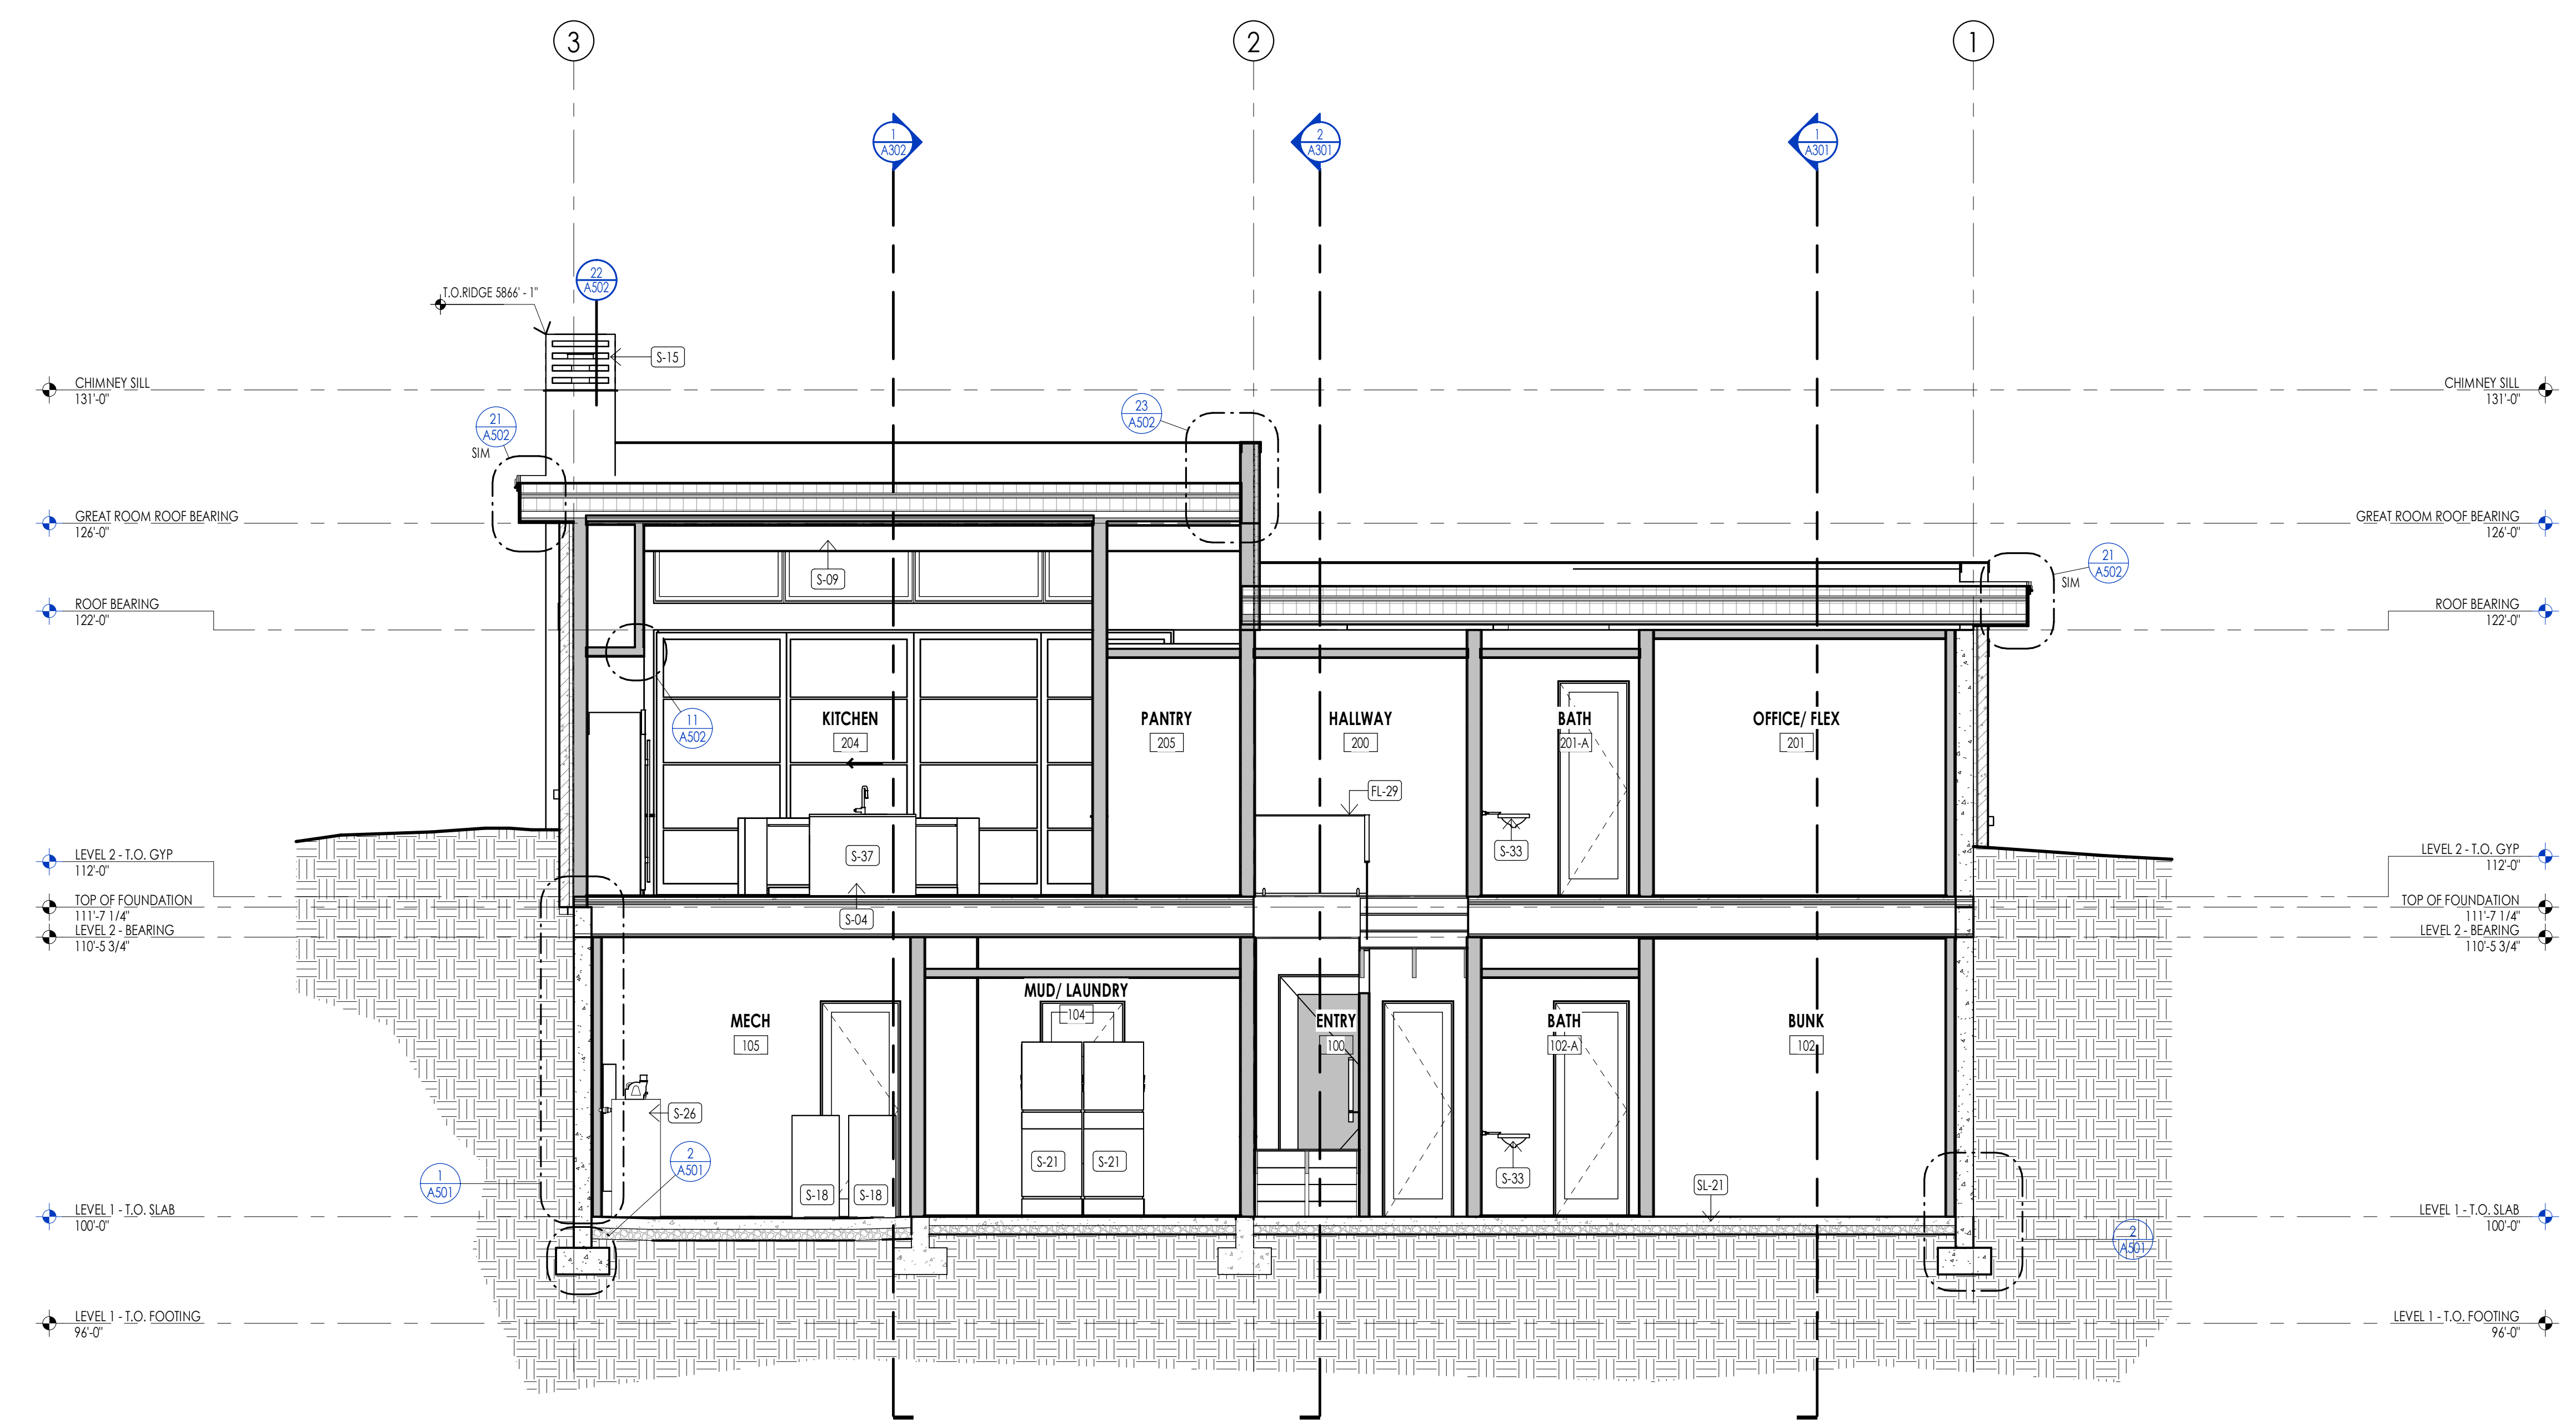 3
2
1
1
A302
2
A301
1
A301
22
A502
T.O.RIDGE 5866' - 1"
S-15
CHIMNEY SILL
131'-0"
CHIMNEY SILL
131'-0"
21
A502
SIM
23
A502
GREAT ROOM ROOF BEARING
126'-0"
GREAT ROOM ROOF BEARING
126'-0"
S-09
21
A502
SIM
ROOF BEARING
122'-0"
ROOF BEARING
122'-0"
11
A502
KITCHEN
204
PANTRY
205
HALLWAY
200
BATH
201-A
OFFICE/ FLEX
201
FL-29
S-37
S-33
S-04
LEVEL 2 - T.O. GYP
112'-0"
LEVEL 2 - T.O. GYP
112'-0"
TOP OF FOUNDATION
111'-7 1/4"
TOP OF FOUNDATION
111'-7 1/4"
LEVEL 2 - BEARING
110'-5 3/4"
LEVEL 2 - BEARING
110'-5 3/4"
MECH
105
MUD/ LAUNDRY
104
ENTRY
100
BATH
102-A
BUNK
102
S-26
1
A501
2
A501
S-18
S-18
S-21
S-21
S-33
SL-21
LEVEL 1 - T.O. SLAB
100'-0"
LEVEL 1 - T.O. SLAB
100'-0"
2
A501
LEVEL 1 - T.O. FOOTING
96'-0"
LEVEL 1 - T.O. FOOTING
96'-0"